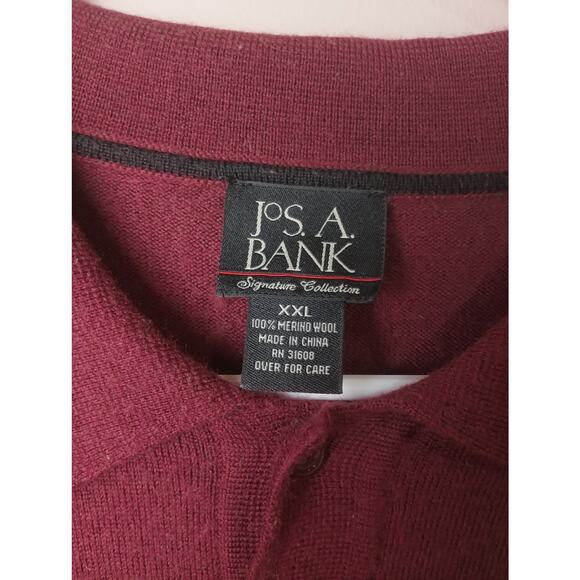 JOS. A.
BANK
Signature Collection
XXL
100% MERINO WOOL
MADE IN CHINA
RN 31608
OVER FOR CARE